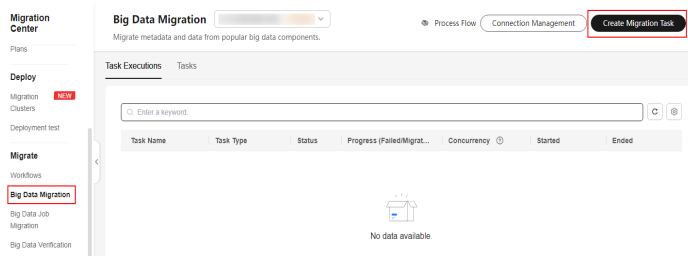 Migration
Center
Plans
Deploy
Migration NEW
Clusters
Deployment test
Migrate
Workflows
Big Data Migration
Big Data Job
Migration
Big Data Verification
Big Data Migration
Process Flow
Connection Management
Create Migration Task
Migrate metadata and data from popular big data components.
Task Executions Tasks
Enter a keyword.
Task Name Task Type Status Progress (Failed/Migrat... Concurrency ? Started Ended
No data available.